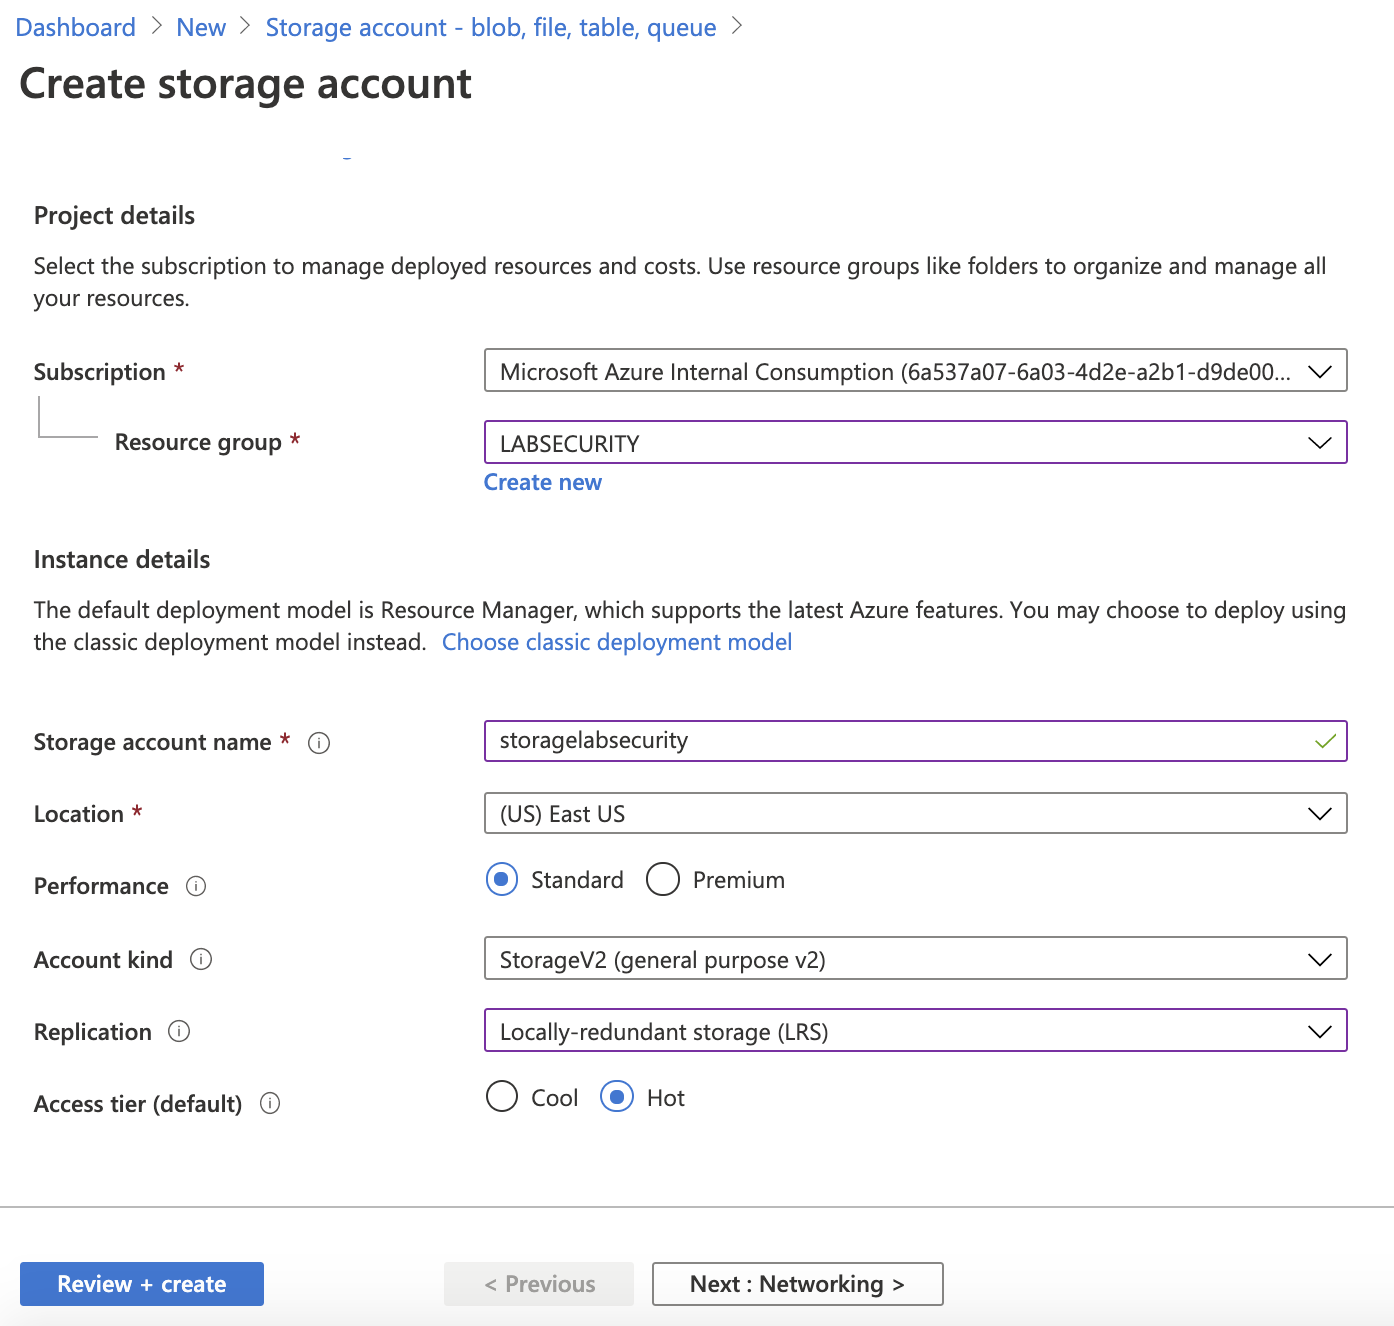 Dashboard > New > Storage account - blob, file, table, queue >
Create storage account
Project details
Select the subscription to manage deployed resources and costs. Use resource groups like folders to organize and manage all
your resources.
Subscription * Microsoft Azure Internal Consumption (6a537a07-6a03-4d2e-a2b1-d9de00...
Resource group * LABSECURITY
Create new
Instance details
The default deployment model is Resource Manager, which supports the latest Azure features. You may choose to deploy using
the classic deployment model instead. Choose classic deployment model
Storage account name * storagelabsecurity
Location * (US) East US
Performance Standard Premium
Account kind StorageV2 (general purpose v2)
Replication Locally-redundant storage (LRS)
Access tier (default) Cool Hot
Review + create < Previous Next : Networking >